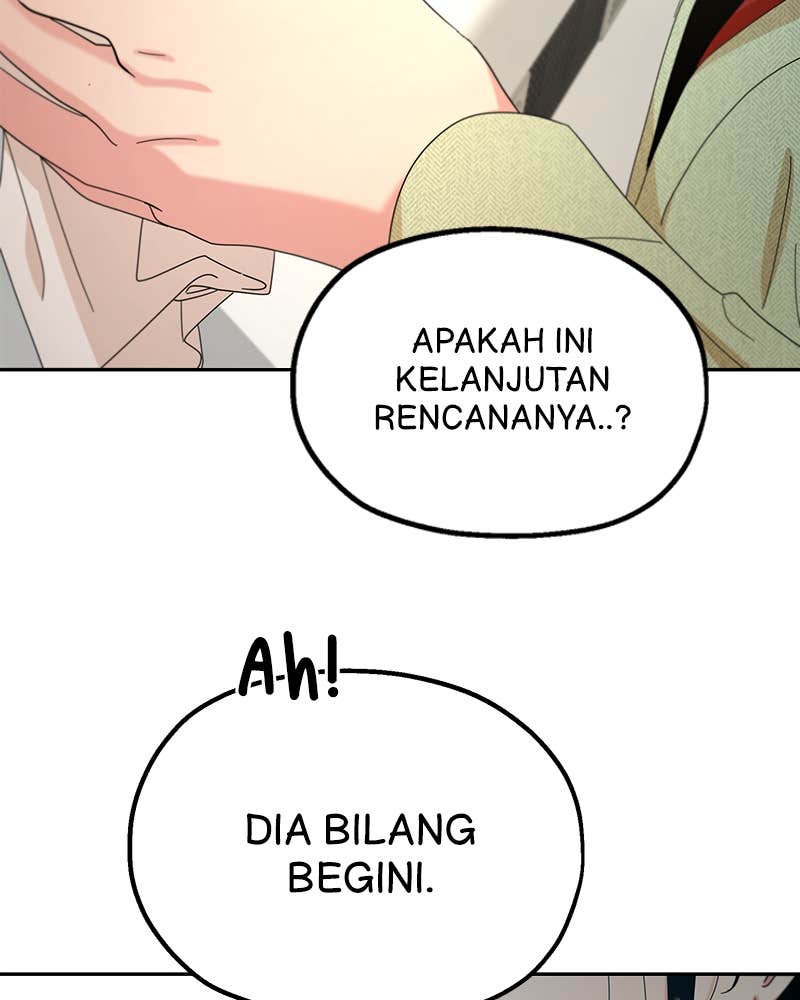 APAKAH INI
KELANJUTAN
RENCANANYA..?
Ah!
DIA BILANG
BEGINI.